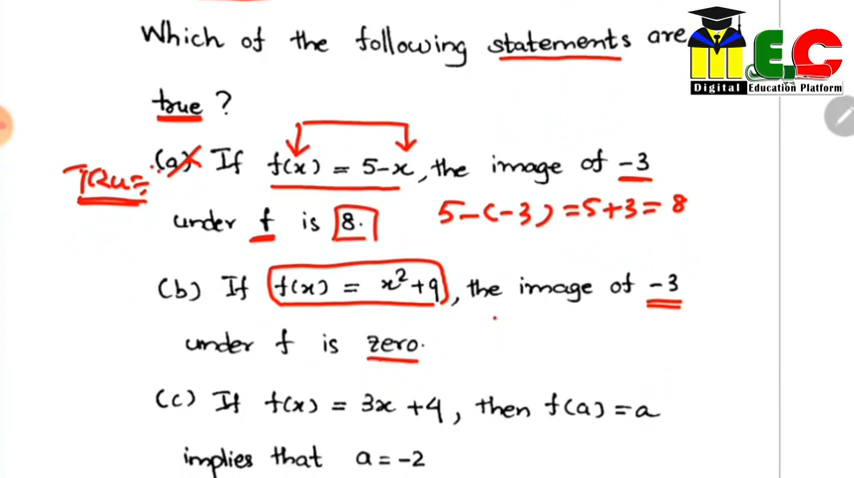 Which of the following statements are
MEC
Digital Education Platform
true ?
TRUE
(a) If f(x) = 5-x, the image of -3
under f is 8.
5-(-3)=5+3=8
(b) If f(x) = x²+9, the image of -3
under f is zero.
(c) If f(x) = 3x +4, then f(a)=a
implies that a=-2